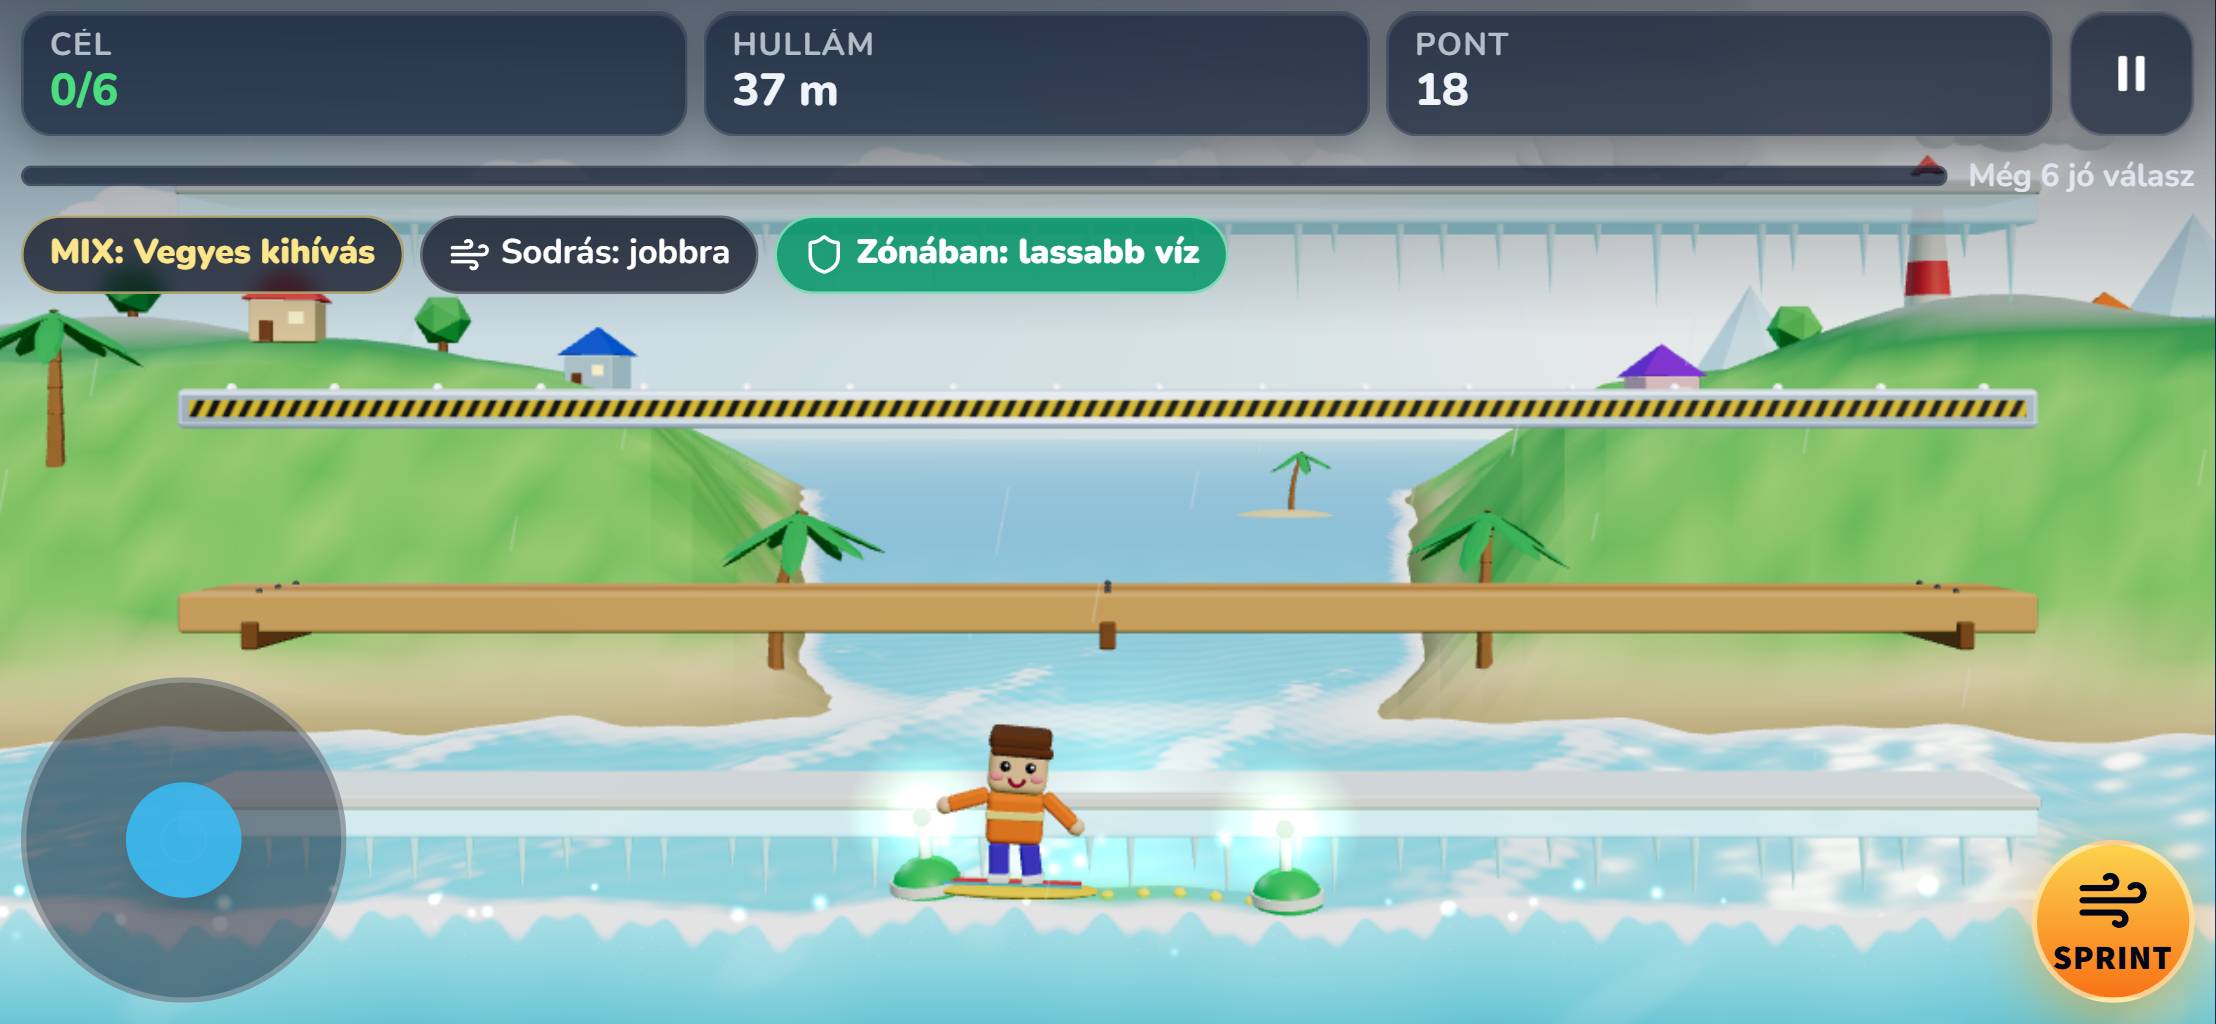 CÉL
0/6
HULLÁM
37 m
PONT
18
Még 6 jó válasz
MIX: Vegyes kihívás
Sodrás: jobbra
Zónában: lassabb víz
SPRINT